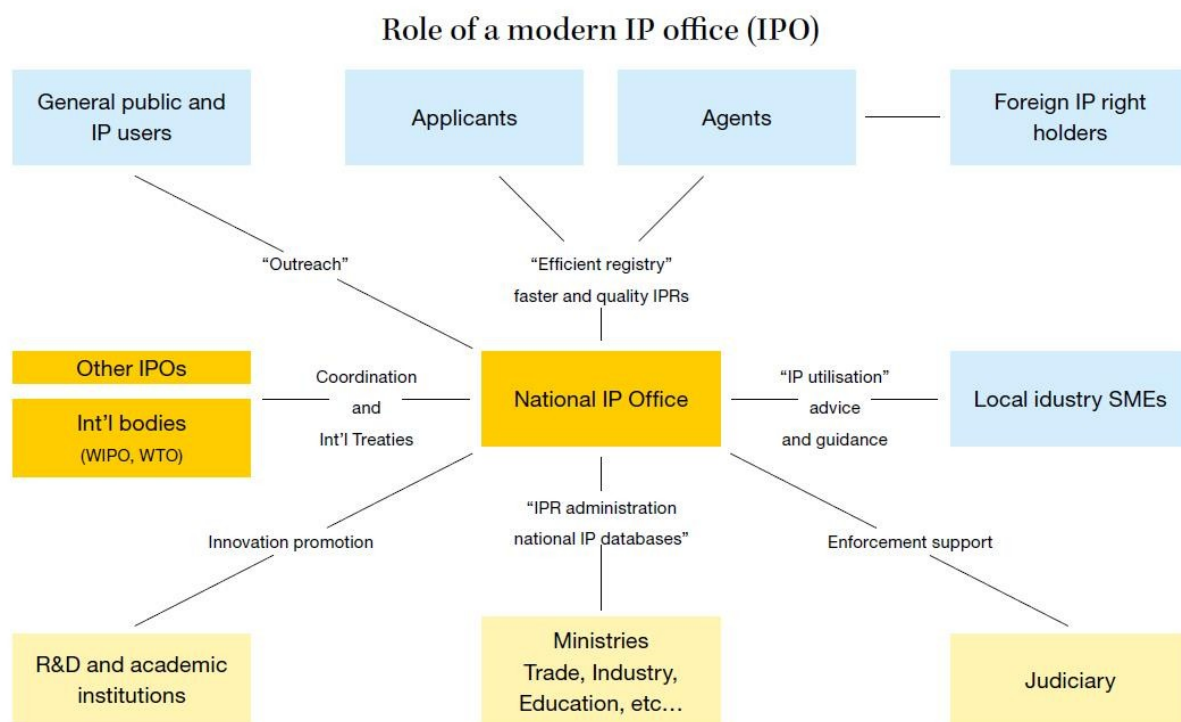 Role of a modern IP office (IPO)
General public and
IP users
Applicants
Agents
Foreign IP right
holders
“Outreach”
“Efficient registry”
faster and quality IPRs
Other IPOs
Int’l bodies
(WIPO, WTO)
Coordination
and
Int’l Treaties
National IP Office
“IP utilisation”
advice
and guidance
Local idustry SMEs
Innovation promotion
“IPR administration
national IP databases”
Enforcement support
R&D and academic
institutions
Ministries
Trade, Industry,
Education, etc…
Judiciary